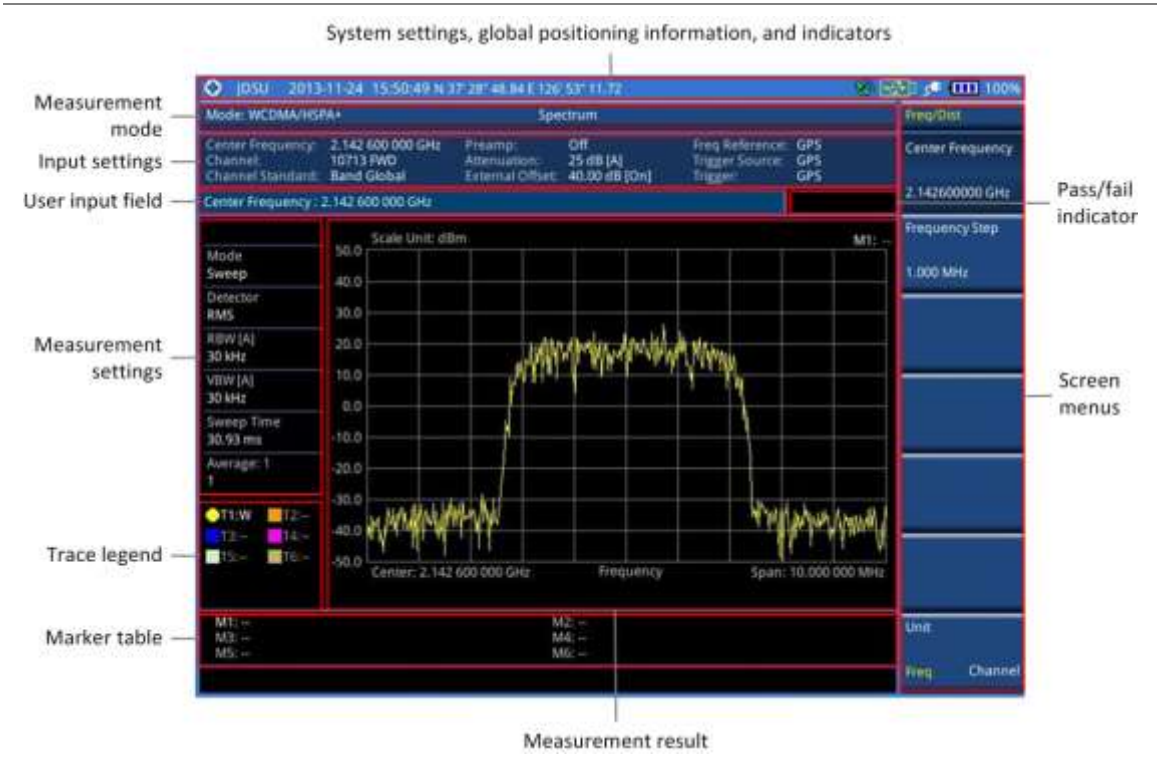 System settings, global positioning information, and indicators
JDSU 2013-11-24 15:50:49 N 37° 28" 48.84 E 126° 53" 11.72 100%
Measurement
mode
Mode: WCDMA/HSPA+ Spectrum Freq/Dist
Input settings
Center Frequency: 2.142 600 000 GHz Preamp: Off Freq Reference: GPS
Channel: 10713 FWD Attenuation: 25 dB [A] Trigger Source: GPS
Channel Standard: Band Global External Offset: 40.00 dB [On] Trigger: GPS
Center Frequency
2.142600000 GHz
User input field
Center Frequency : 2.142 600 000 GHz
Pass/fail
indicator
Frequency Step
1.000 MHz
Scale Unit: dBm M1: --
Measurement
settings
Mode
Sweep
Detector
RMS
RBW [A]
30 kHz
VBW [A]
30 kHz
Sweep Time
30.93 ms
Average: 1
1
50.0
40.0
30.0
20.0
10.0
0.0
-10.0
-20.0
-30.0
-40.0
-50.0
Screen
menus
Trace legend
T1:W T2:--
T3:-- T4:--
T5:-- T6:--
Center: 2.142 600 000 GHz Frequency Span: 10.000 000 MHz
Marker table
M1: -- M2: --
M3: -- M4: --
M5: -- M6: --
Unit
Freq Channel
Measurement result